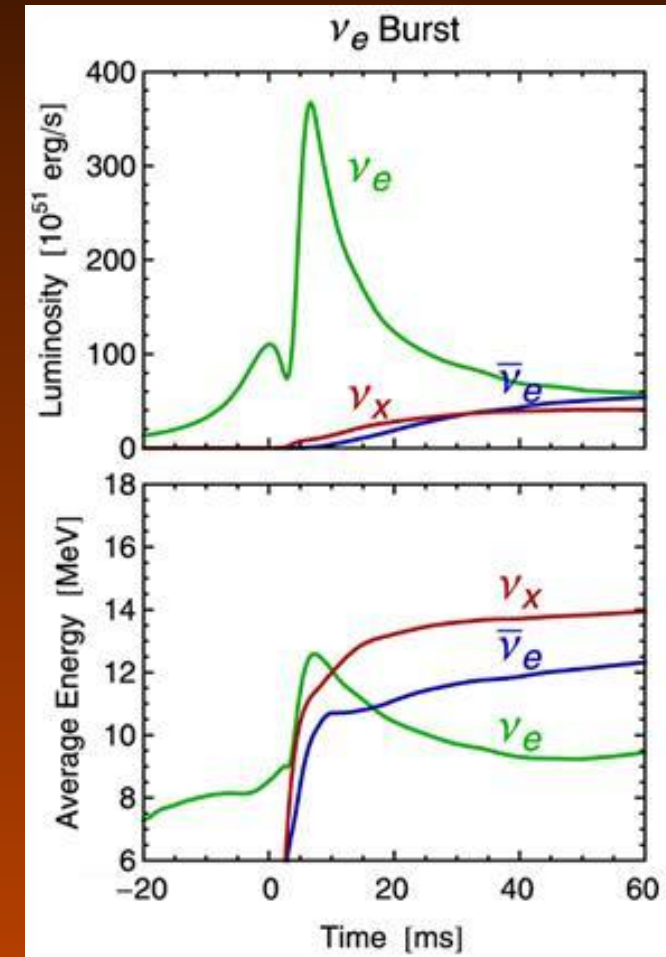 νe Burst
Luminosity [10^51 erg/s]
400
300
200
100
0
νe
νx
ν̅e
Average Energy [MeV]
18
16
14
12
10
8
6
νx
ν̅e
νe
−20 0 20 40 60
Time [ms]